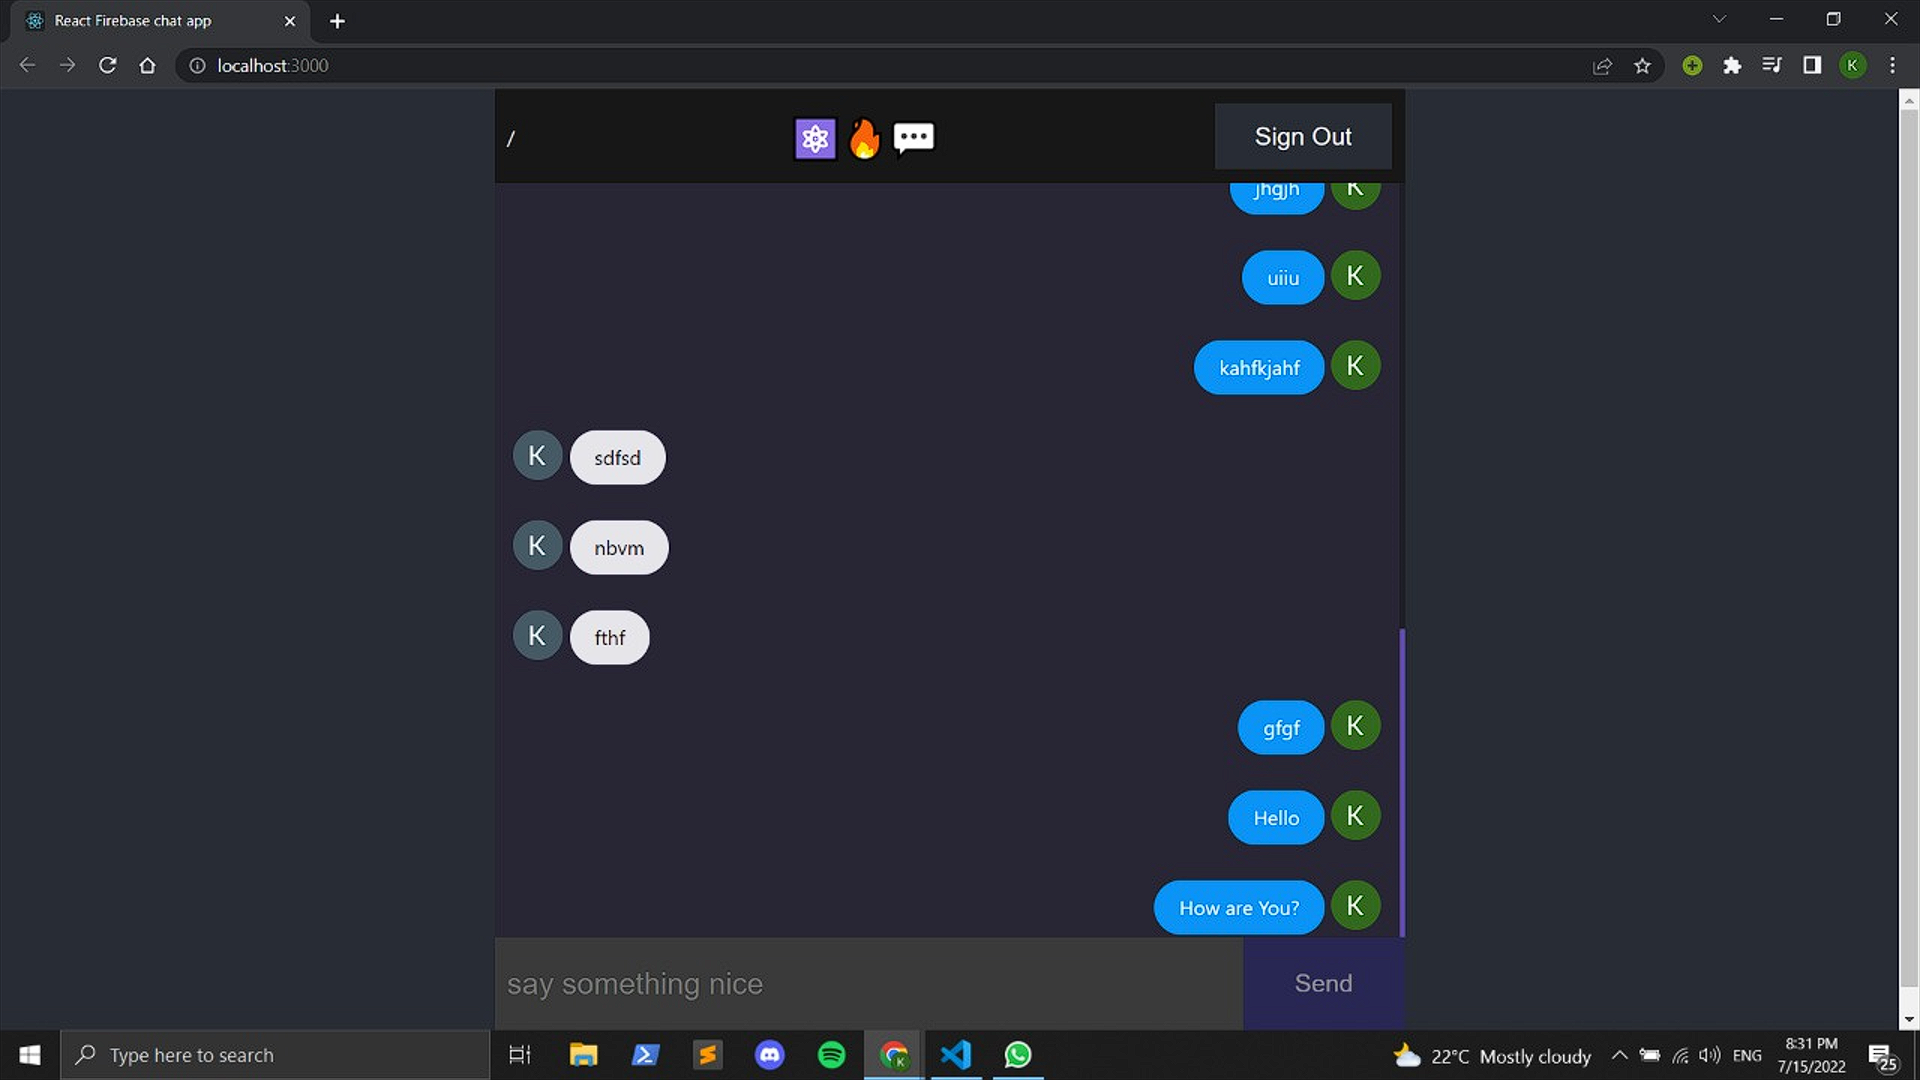 React Firebase chat app
localhost:3000
K
/
Sign Out
jhgjh K
uiiu K
kahfkjahf K
K sdfsd
K nbvm
K fthf
gfgf K
Hello K
How are You? K
say something nice
Send
Type here to search
22°C Mostly cloudy
ENG
8:31 PM
7/15/2022
25